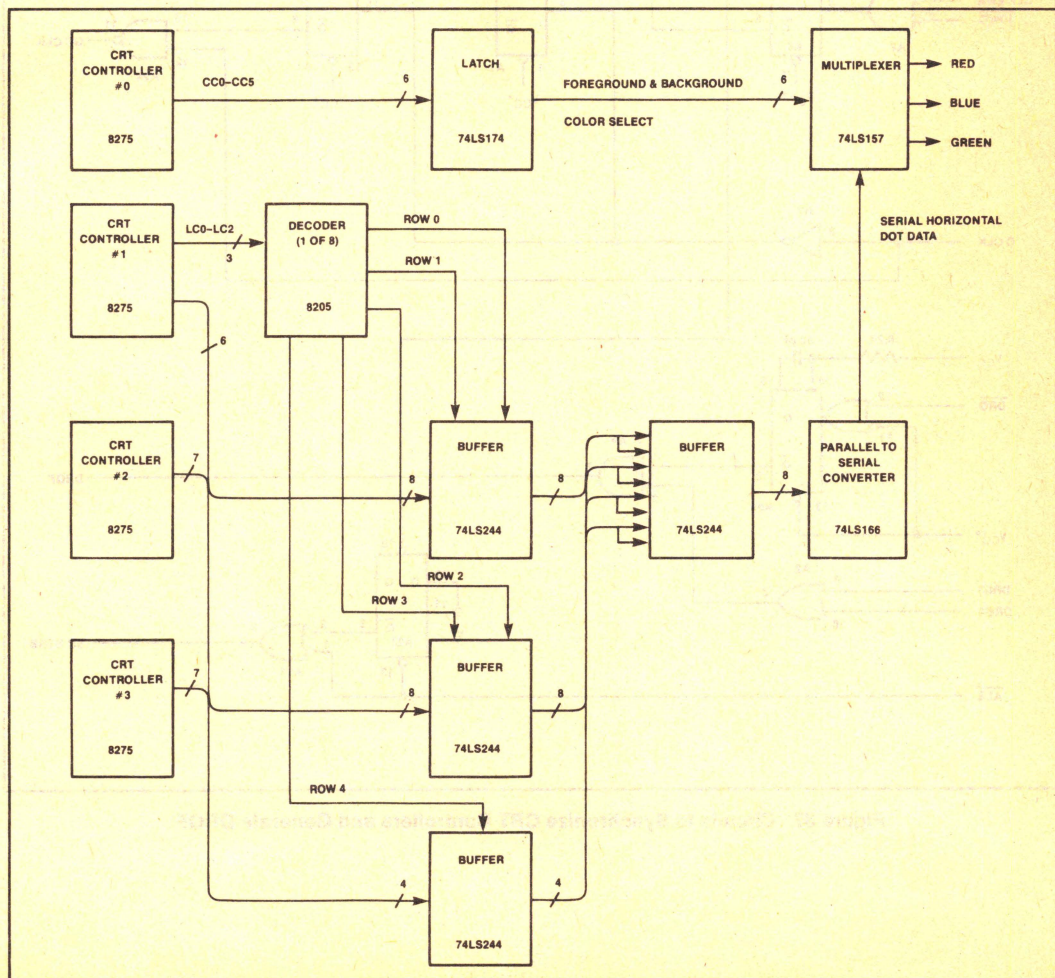 CRT
CONTROLLER
#0
8275
CC0–CC5
6
LATCH
74LS174
FOREGROUND & BACKGROUND
COLOR SELECT
6
MULTIPLEXER
74LS157
RED
BLUE
GREEN
CRT
CONTROLLER
#1
8275
LC0–LC2
3
6
DECODER
(1 OF 8)
8205
ROW 0
ROW 1
SERIAL HORIZONTAL
DOT DATA
CRT
CONTROLLER
#2
8275
7
8
BUFFER
74LS244
8
BUFFER
74LS244
8
PARALLEL TO
SERIAL
CONVERTER
74LS166
ROW 2
ROW 3
CRT
CONTROLLER
#3
8275
7
8
BUFFER
74LS244
8
ROW 4
4
BUFFER
74LS244
4